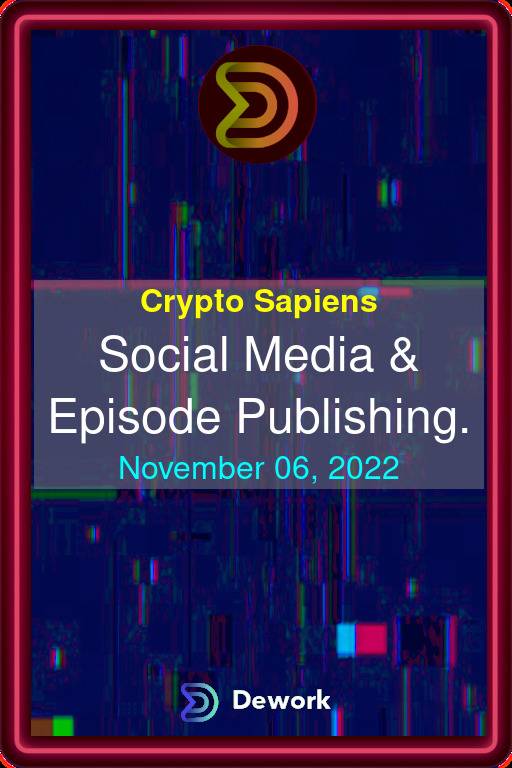 Crypto Sapiens
Social Media &
Episode Publishing.
November 06, 2022
Dework